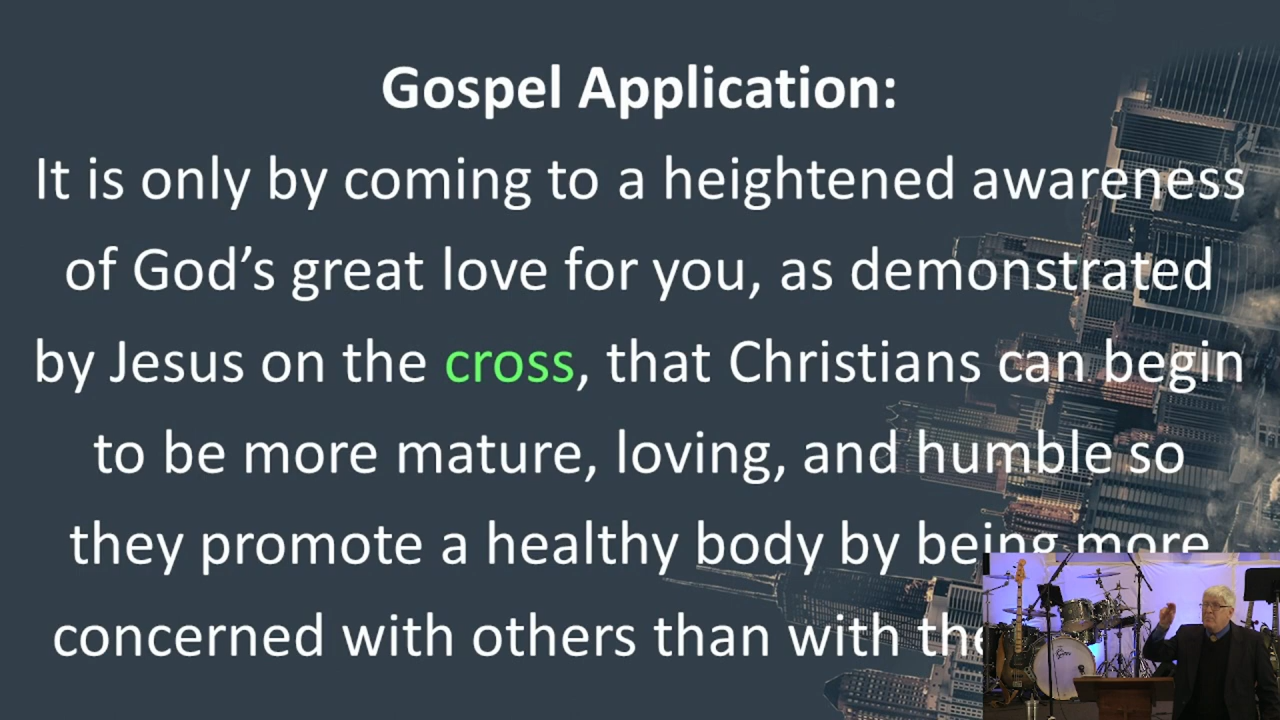 Gospel Application:
It is only by coming to a heightened awareness
of God’s great love for you, as demonstrated
by Jesus on the cross, that Christians can begin
to be more mature, loving, and humble so
they promote a healthy body by being more
concerned with others than with